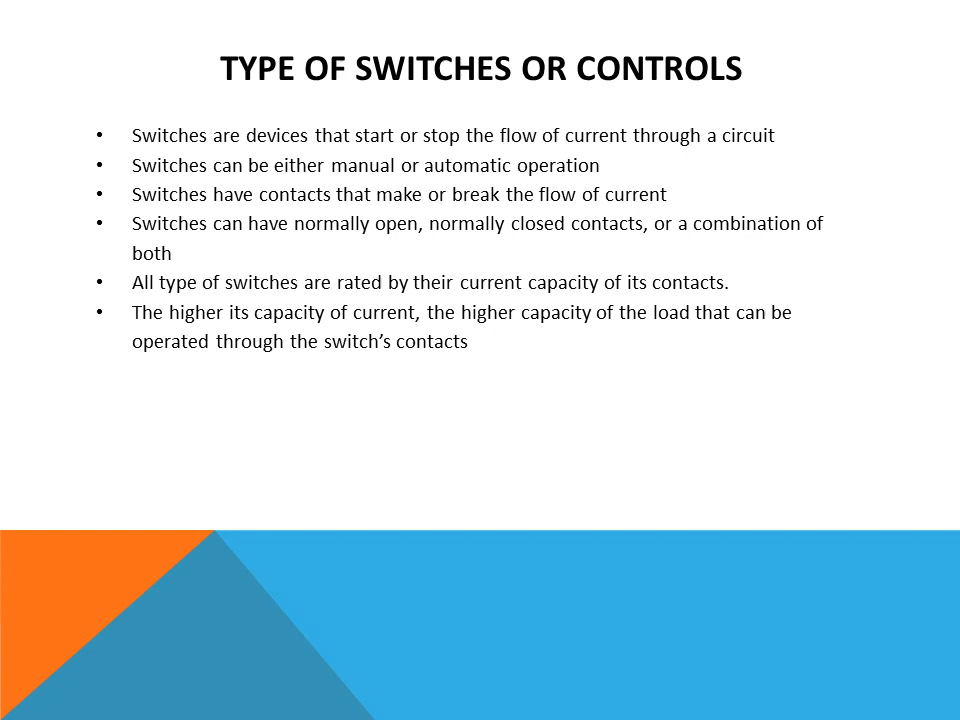 TYPE OF SWITCHES OR CONTROLS
• Switches are devices that start or stop the flow of current through a circuit
• Switches can be either manual or automatic operation
• Switches have contacts that make or break the flow of current
• Switches can have normally open, normally closed contacts, or a combination of
both
• All type of switches are rated by their current capacity of its contacts.
• The higher its capacity of current, the higher capacity of the load that can be
operated through the switch’s contacts